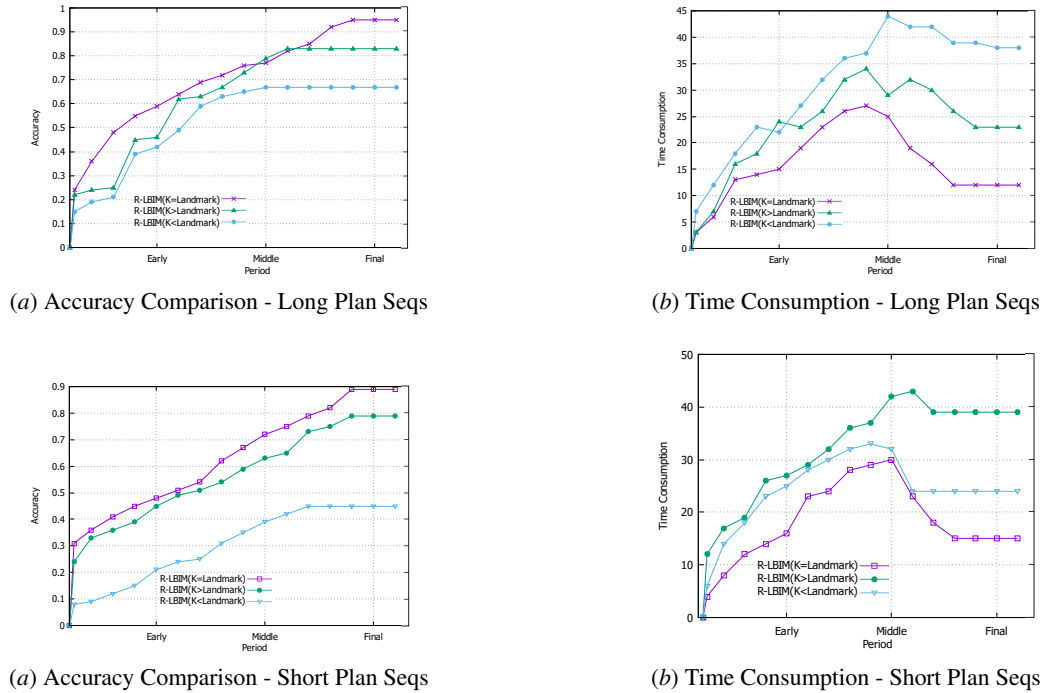 1
0.9
0.8
0.7
0.6
0.5
0.4
0.3
0.2
0.1
0
Accuracy
R-LBIM(K=Landmark)
R-LBIM(K>Landmark)
R-LBIM(K<Landmark)
Early
Middle
Final
Period
(a) Accuracy Comparison - Long Plan Seqs
45
40
35
30
25
20
15
10
5
0
Time Consumption
R-LBIM(K=Landmark)
R-LBIM(K>Landmark)
R-LBIM(K<Landmark)
Early
Middle
Final
Period
(b) Time Consumption - Long Plan Seqs
0.9
0.8
0.7
0.6
0.5
0.4
0.3
0.2
0.1
0
Accuracy
R-LBIM(K=Landmark)
R-LBIM(K>Landmark)
R-LBIM(K<Landmark)
Early
Middle
Final
Period
(a) Accuracy Comparison - Short Plan Seqs
50
40
30
20
10
0
Time Consumption
R-LBIM(K=Landmark)
R-LBIM(K>Landmark)
R-LBIM(K<Landmark)
Early
Middle
Final
Period
(b) Time Consumption - Short Plan Seqs